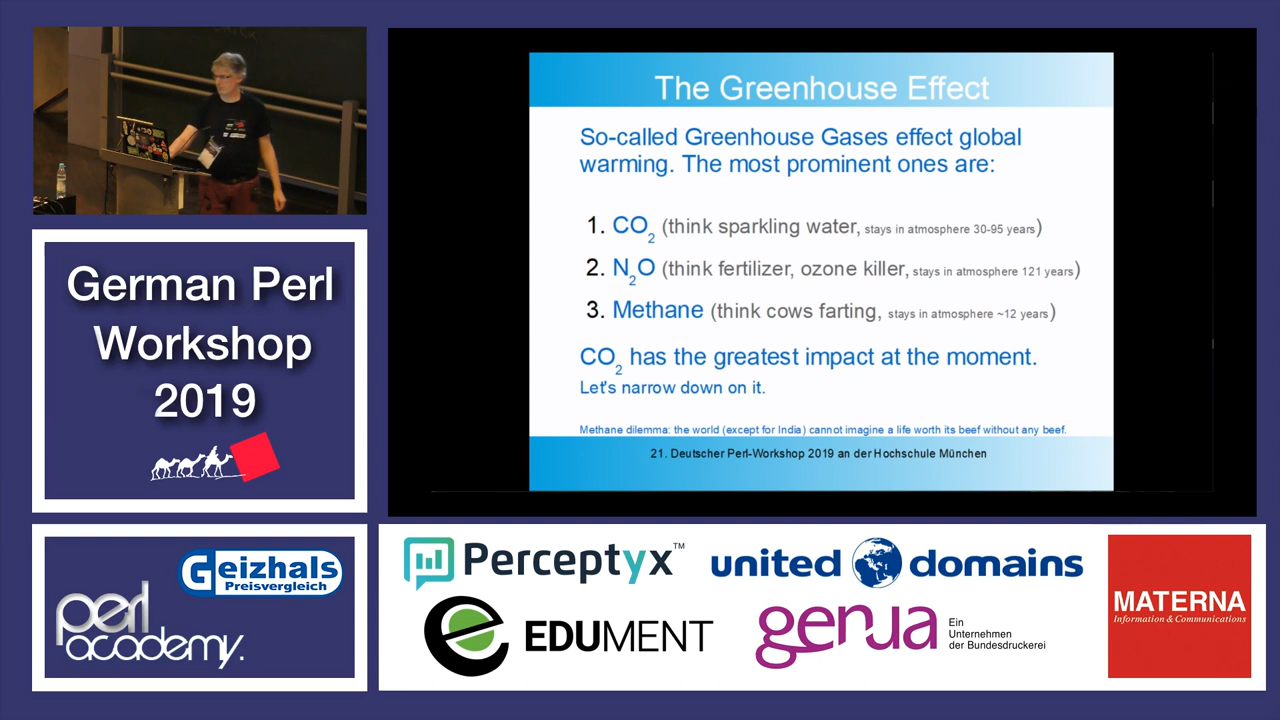 The Greenhouse Effect
So-called Greenhouse Gases effect global
warming. The most prominent ones are:
1. CO2 (think sparkling water, stays in atmosphere 30-95 years)
2. N2O (think fertilizer, ozone killer, stays in atmosphere 121 years)
3. Methane (think cows farting, stays in atmosphere ~12 years)
CO2 has the greatest impact at the moment.
Let's narrow down on it.
Methane dilemma: the world (except for India) cannot imagine a life worth its beef without any beef.
21. Deutscher Perl-Workshop 2019 an der Hochschule München
German Perl
Workshop
2019
Geizhals
Preisvergleich
perl
academy.
Perceptyx™
united domains
EDUMENT
genua
Ein
Unternehmen
der Bundesdruckerei
MATERNA
Information & Communications